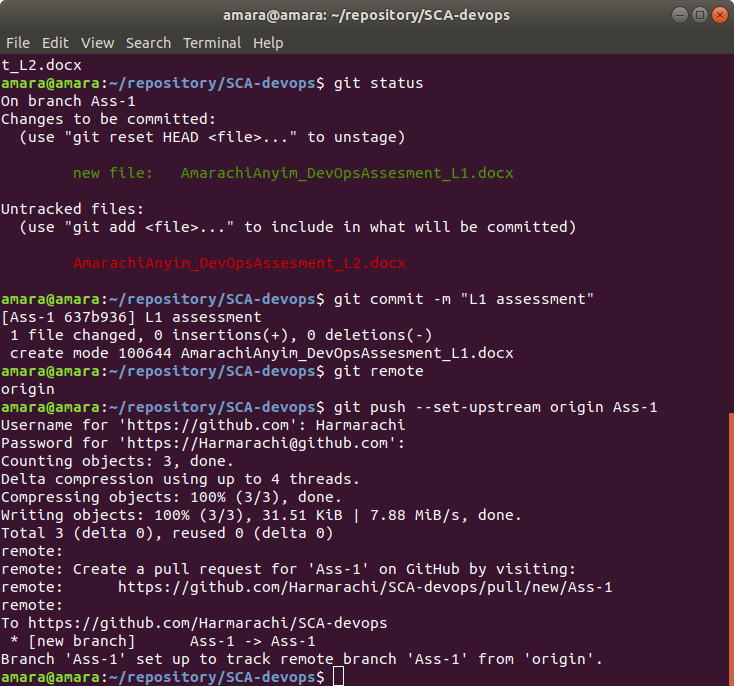 amara@amara: ~/repository/SCA-devops
File Edit View Search Terminal Help
t_L2.docx
amara@amara:~/repository/SCA-devops$ git status
On branch Ass-1
Changes to be committed:
  (use "git reset HEAD <file>..." to unstage)
        new file:   AmarachiAnyim_DevOpsAssesment_L1.docx
Untracked files:
  (use "git add <file>..." to include in what will be committed)
        AmarachiAnyim_DevOpsAssesment_L2.docx
amara@amara:~/repository/SCA-devops$ git commit -m "L1 assessment"
[Ass-1 637b936] L1 assessment
 1 file changed, 0 insertions(+), 0 deletions(-)
 create mode 100644 AmarachiAnyim_DevOpsAssesment_L1.docx
amara@amara:~/repository/SCA-devops$ git remote
origin
amara@amara:~/repository/SCA-devops$ git push --set-upstream origin Ass-1
Username for 'https://github.com': Harmarachi
Password for 'https://Harmarachi@github.com':
Counting objects: 3, done.
Delta compression using up to 4 threads.
Compressing objects: 100% (3/3), done.
Writing objects: 100% (3/3), 31.51 KiB | 7.88 MiB/s, done.
Total 3 (delta 0), reused 0 (delta 0)
remote:
remote: Create a pull request for 'Ass-1' on GitHub by visiting:
remote:      https://github.com/Harmarachi/SCA-devops/pull/new/Ass-1
remote:
To https://github.com/Harmarachi/SCA-devops
 * [new branch]      Ass-1 -> Ass-1
Branch 'Ass-1' set up to track remote branch 'Ass-1' from 'origin'.
amara@amara:~/repository/SCA-devops$